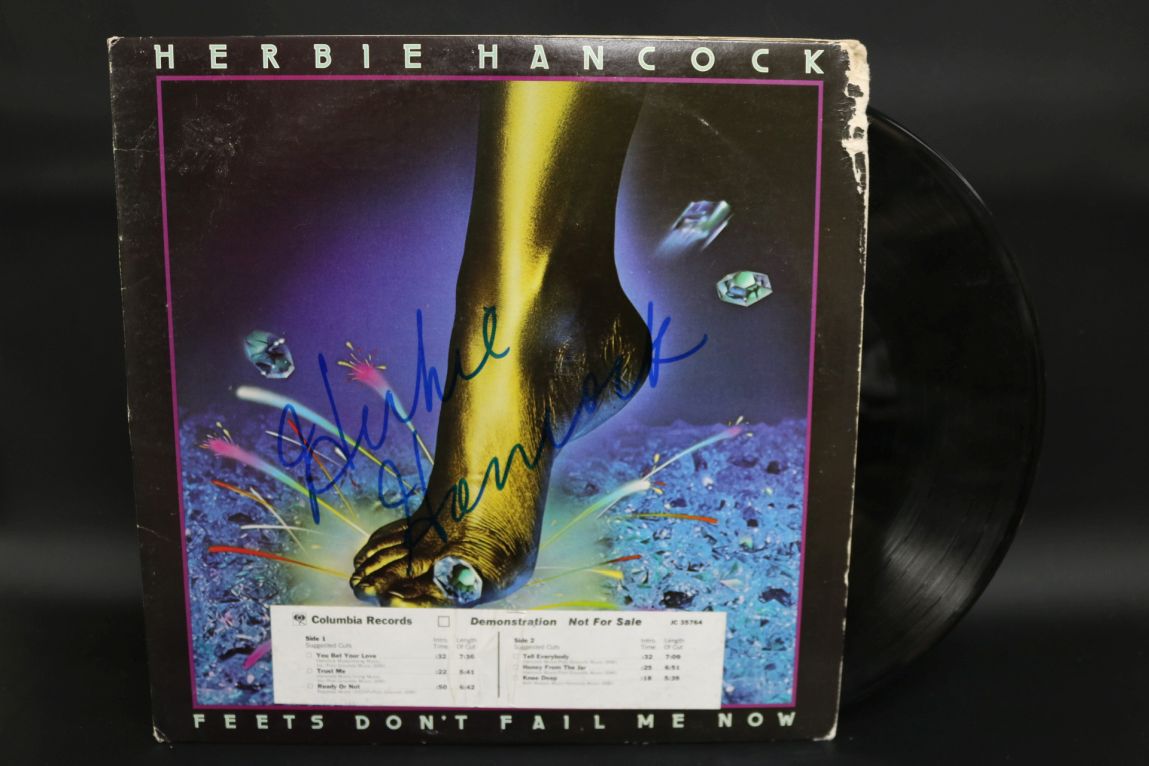 HERBIE HANCOCK
Herbie
Hancock
Columbia Records Demonstration Not For Sale JC 35764
Side 1 Intro. Length Side 2 Intro. Length
Suggested Cuts Time Of Cut Suggested Cuts Time Of Cut
You Bet Your Love :32 7:36 Tell Everybody :32 7:09
Trust Me :22 5:41 Honey From The Jar :25 6:51
Ready Or Not :50 6:42 Knee Deep :18 5:39
FEETS DON'T FAIL ME NOW